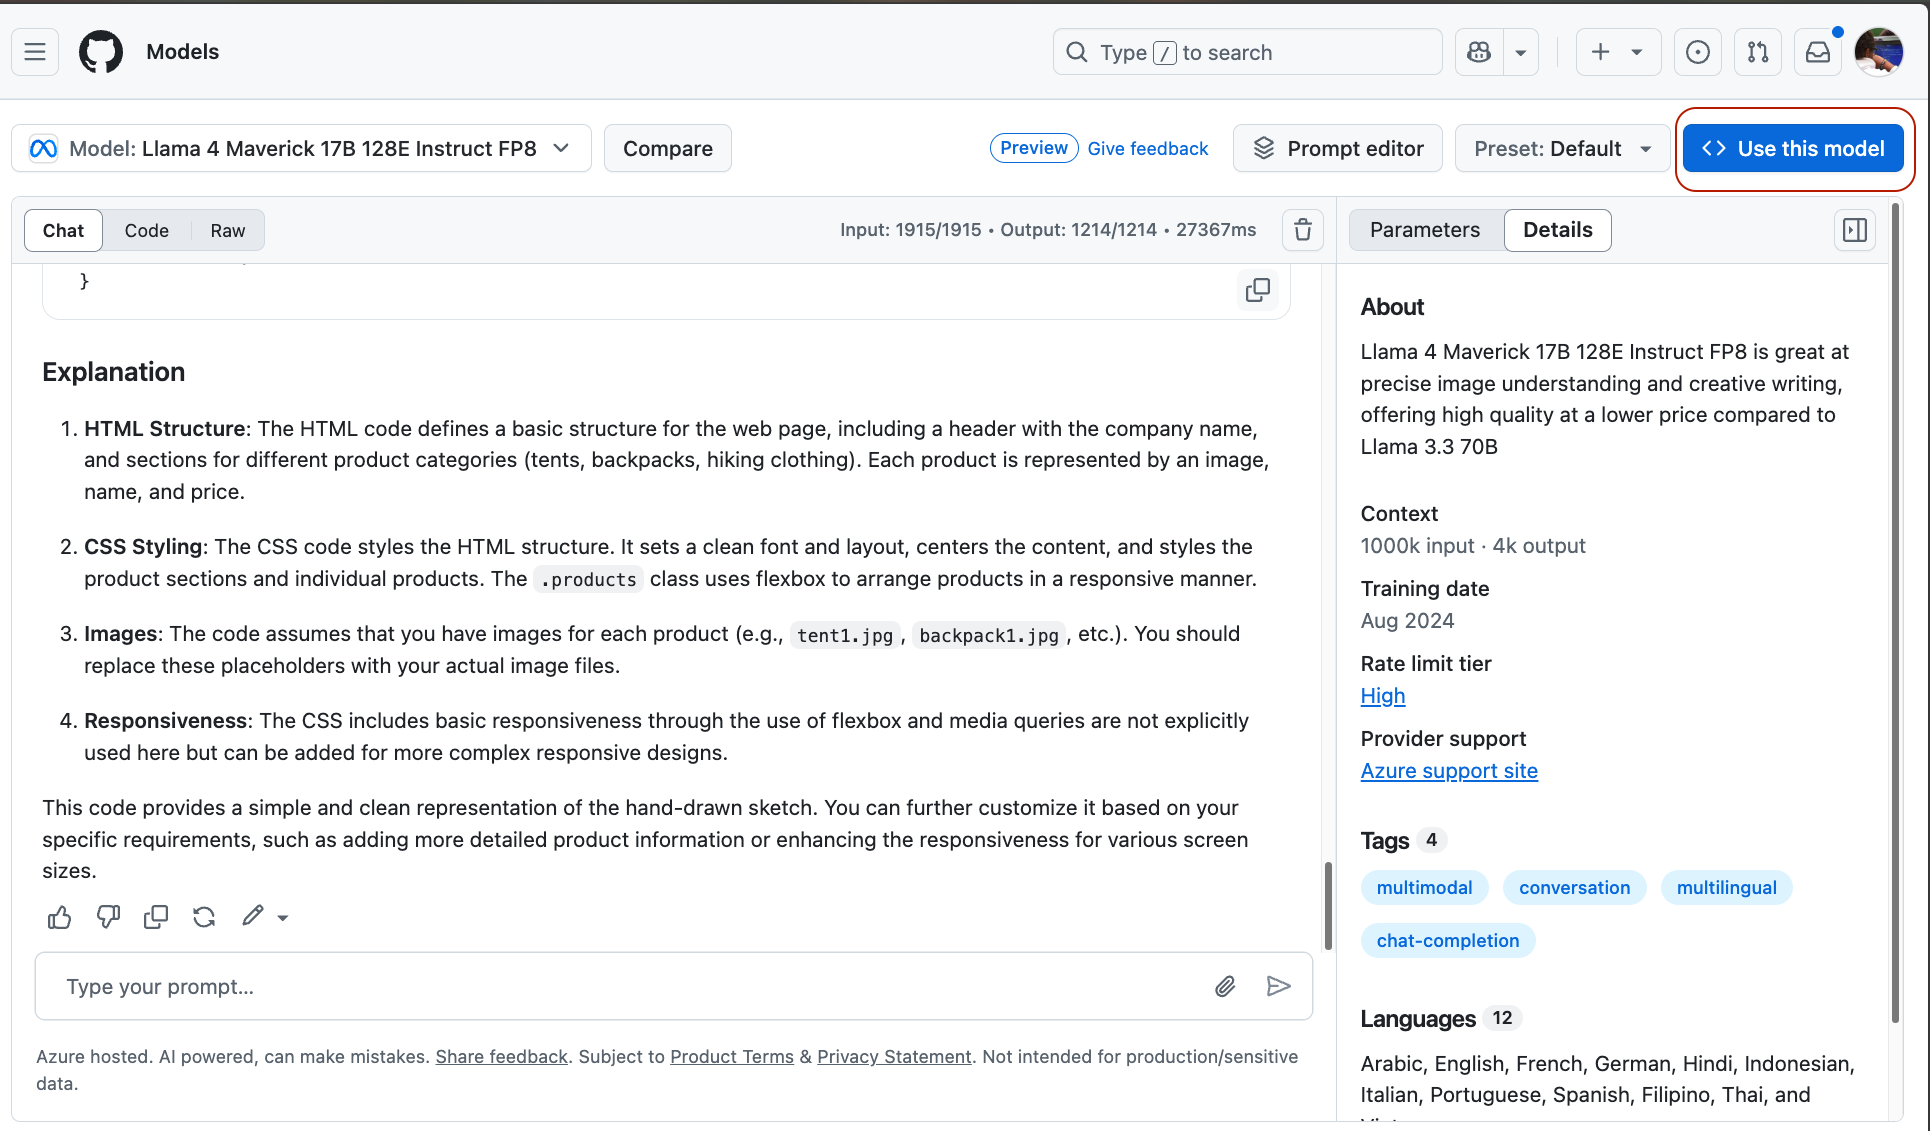 Models
Type / to search
Model: Llama 4 Maverick 17B 128E Instruct FP8
Compare
Preview
Give feedback
Prompt editor
Preset: Default
Use this model
Chat
Code
Raw
Input: 1915/1915 • Output: 1214/1214 • 27367ms
Parameters
Details
}
Explanation
1. HTML Structure: The HTML code defines a basic structure for the web page, including a header with the company name,
and sections for different product categories (tents, backpacks, hiking clothing). Each product is represented by an image,
name, and price.
2. CSS Styling: The CSS code styles the HTML structure. It sets a clean font and layout, centers the content, and styles the
product sections and individual products. The .products class uses flexbox to arrange products in a responsive manner.
3. Images: The code assumes that you have images for each product (e.g., tent1.jpg, backpack1.jpg, etc.). You should
replace these placeholders with your actual image files.
4. Responsiveness: The CSS includes basic responsiveness through the use of flexbox and media queries are not explicitly
used here but can be added for more complex responsive designs.
This code provides a simple and clean representation of the hand-drawn sketch. You can further customize it based on your
specific requirements, such as adding more detailed product information or enhancing the responsiveness for various screen
sizes.
Type your prompt...
Azure hosted. AI powered, can make mistakes. Share feedback. Subject to Product Terms & Privacy Statement. Not intended for production/sensitive
data.
About
Llama 4 Maverick 17B 128E Instruct FP8 is great at
precise image understanding and creative writing,
offering high quality at a lower price compared to
Llama 3.3 70B
Context
1000k input · 4k output
Training date
Aug 2024
Rate limit tier
High
Provider support
Azure support site
Tags 4
multimodal
conversation
multilingual
chat-completion
Languages 12
Arabic, English, French, German, Hindi, Indonesian,
Italian, Portuguese, Spanish, Filipino, Thai, and